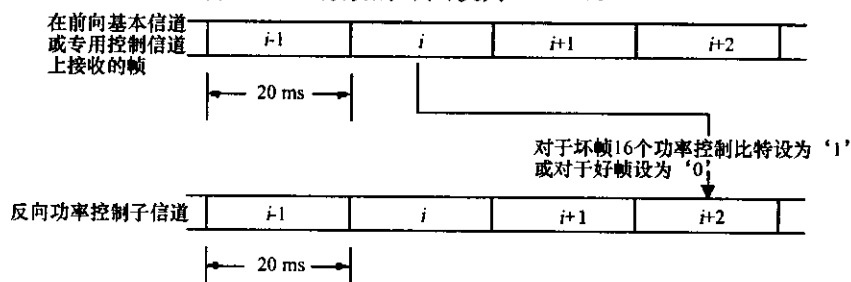 在前向基本信道
或专用控制信道
上接收的帧
i-1 i i+1 i+2
20 ms
对于坏帧16个功率控制比特设为‘1’
或对于好帧设为‘0’
反向功率控制子信道
i-1 i i+1 i+2
20 ms